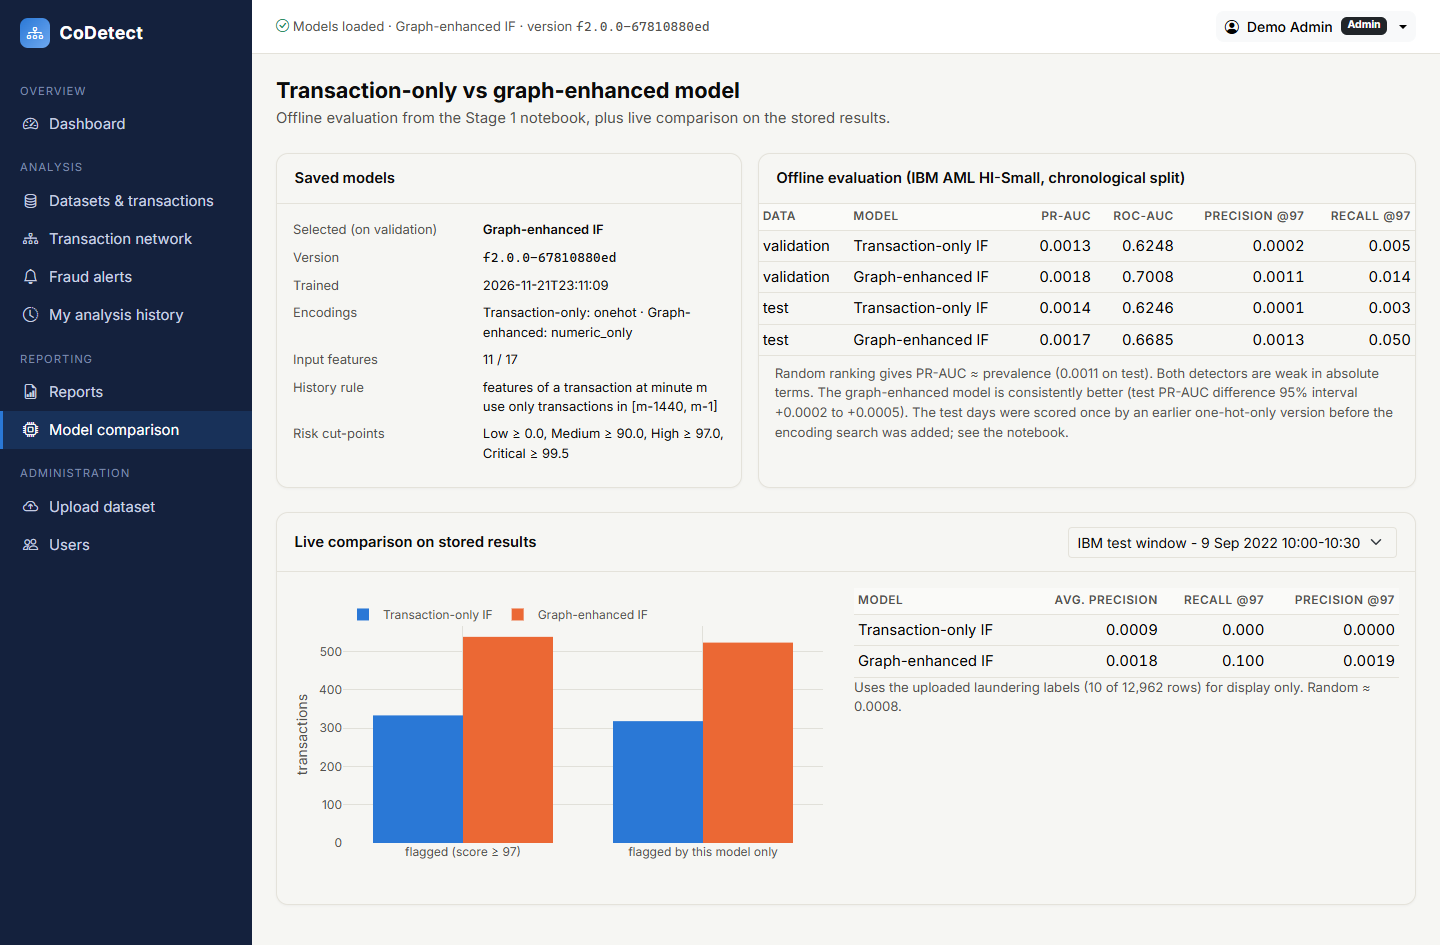 CoDetect
OVERVIEW
Dashboard
ANALYSIS
Datasets & transactions
Transaction network
Fraud alerts
My analysis history
REPORTING
Reports
Model comparison
ADMINISTRATION
Upload dataset
Users
Models loaded · Graph-enhanced IF · version f2.0.0-67810880ed
Demo Admin Admin
Transaction-only vs graph-enhanced model
Offline evaluation from the Stage 1 notebook, plus live comparison on the stored results.
Saved models
Selected (on validation) Graph-enhanced IF
Version f2.0.0-67810880ed
Trained 2026-11-21T23:11:09
Encodings Transaction-only: onehot · Graph-
enhanced: numeric_only
Input features 11 / 17
History rule features of a transaction at minute m
use only transactions in [m-1440, m-1]
Risk cut-points Low ≥ 0.0, Medium ≥ 90.0, High ≥ 97.0,
Critical ≥ 99.5
Offline evaluation (IBM AML HI-Small, chronological split)
DATA MODEL PR-AUC ROC-AUC PRECISION @97 RECALL @97
validation Transaction-only IF 0.0013 0.6248 0.0002 0.005
validation Graph-enhanced IF 0.0018 0.7008 0.0011 0.014
test Transaction-only IF 0.0014 0.6246 0.0001 0.003
test Graph-enhanced IF 0.0017 0.6685 0.0013 0.050
Random ranking gives PR-AUC ≈ prevalence (0.0011 on test). Both detectors are weak in absolute
terms. The graph-enhanced model is consistently better (test PR-AUC difference 95% interval
+0.0002 to +0.0005). The test days were scored once by an earlier one-hot-only version before the
encoding search was added; see the notebook.
Live comparison on stored results
IBM test window - 9 Sep 2022 10:00-10:30
Transaction-only IF Graph-enhanced IF
transactions
500
400
300
200
100
0
flagged (score ≥ 97) flagged by this model only
MODEL AVG. PRECISION RECALL @97 PRECISION @97
Transaction-only IF 0.0009 0.000 0.0000
Graph-enhanced IF 0.0018 0.100 0.0019
Uses the uploaded laundering labels (10 of 12,962 rows) for display only. Random ≈
0.0008.